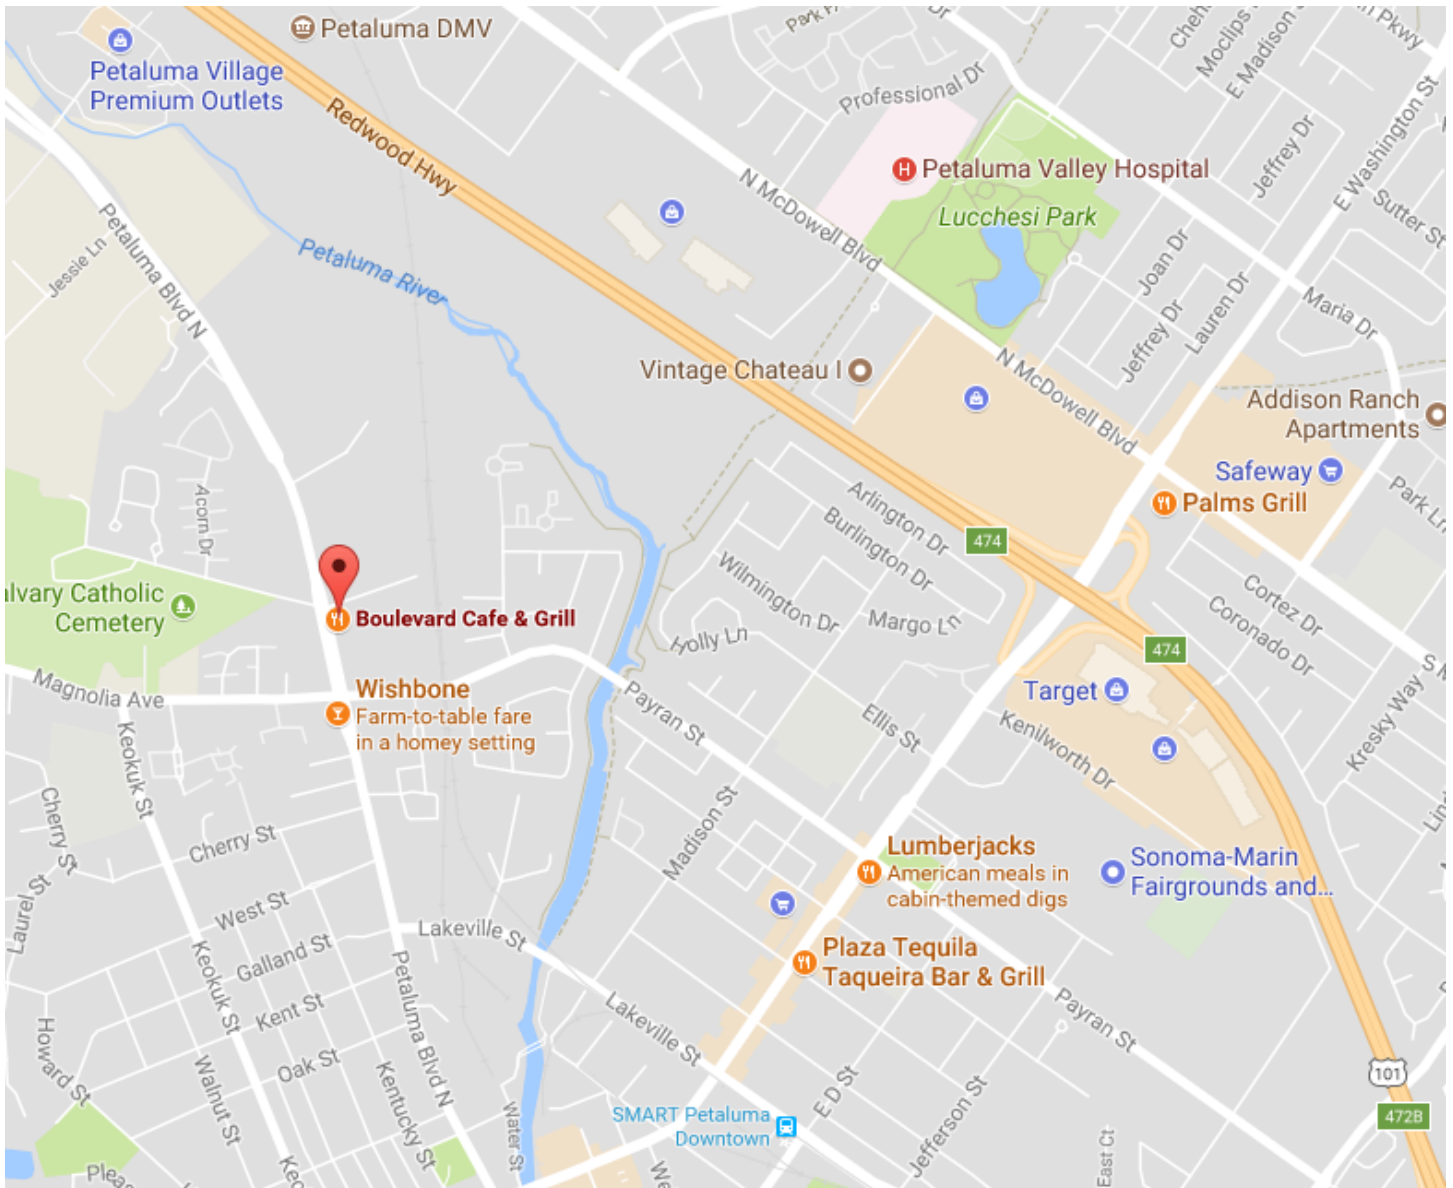 Petaluma DMV
Petaluma Village
Premium Outlets
Redwood Hwy
Professional Dr
Dr
Moclips
E Madison
Pkwy
E Washington St
Jeffrey Dr
Sutter St
H
Petaluma Valley Hospital
Lucchesi Park
N McDowell Blvd
Petaluma Blvd N
Jessie Ln
Petaluma River
Joan Dr
Lauren Dr
Jeffrey Dr
Maria Dr
Vintage Chateau I
N McDowell Blvd
Addison Ranch
Apartments
Safeway
Palms Grill
Park Ln
Acorn Dr
Arlington Dr
Burlington Dr
474
Wilmington Dr
Margo Ln
Holly Ln
Cortez Dr
Coronado Dr
474
lvary Catholic
Cemetery
Boulevard Cafe & Grill
Magnolia Ave
Wishbone
Farm-to-table fare
in a homey setting
Payran St
Target
Ellis St
Kenilworth Dr
Kresky Way
S M
Keokuk St
Cherry St
Cherry St
Madison St
Lumberjacks
American meals in
cabin-themed digs
Sonoma-Marin
Fairgrounds and...
Laurel St
West St
Lakeville St
Galland St
Keokuk St
Petaluma Blvd N
Plaza Tequila
Taqueira Bar & Grill
Kent St
Lakeville St
Payran St
Howard St
Oak St
Walnut St
Kentucky St
Water St
E D St
Jefferson St
101
472B
SMART Petaluma
Downtown
East Ct
Plea
Keo
We